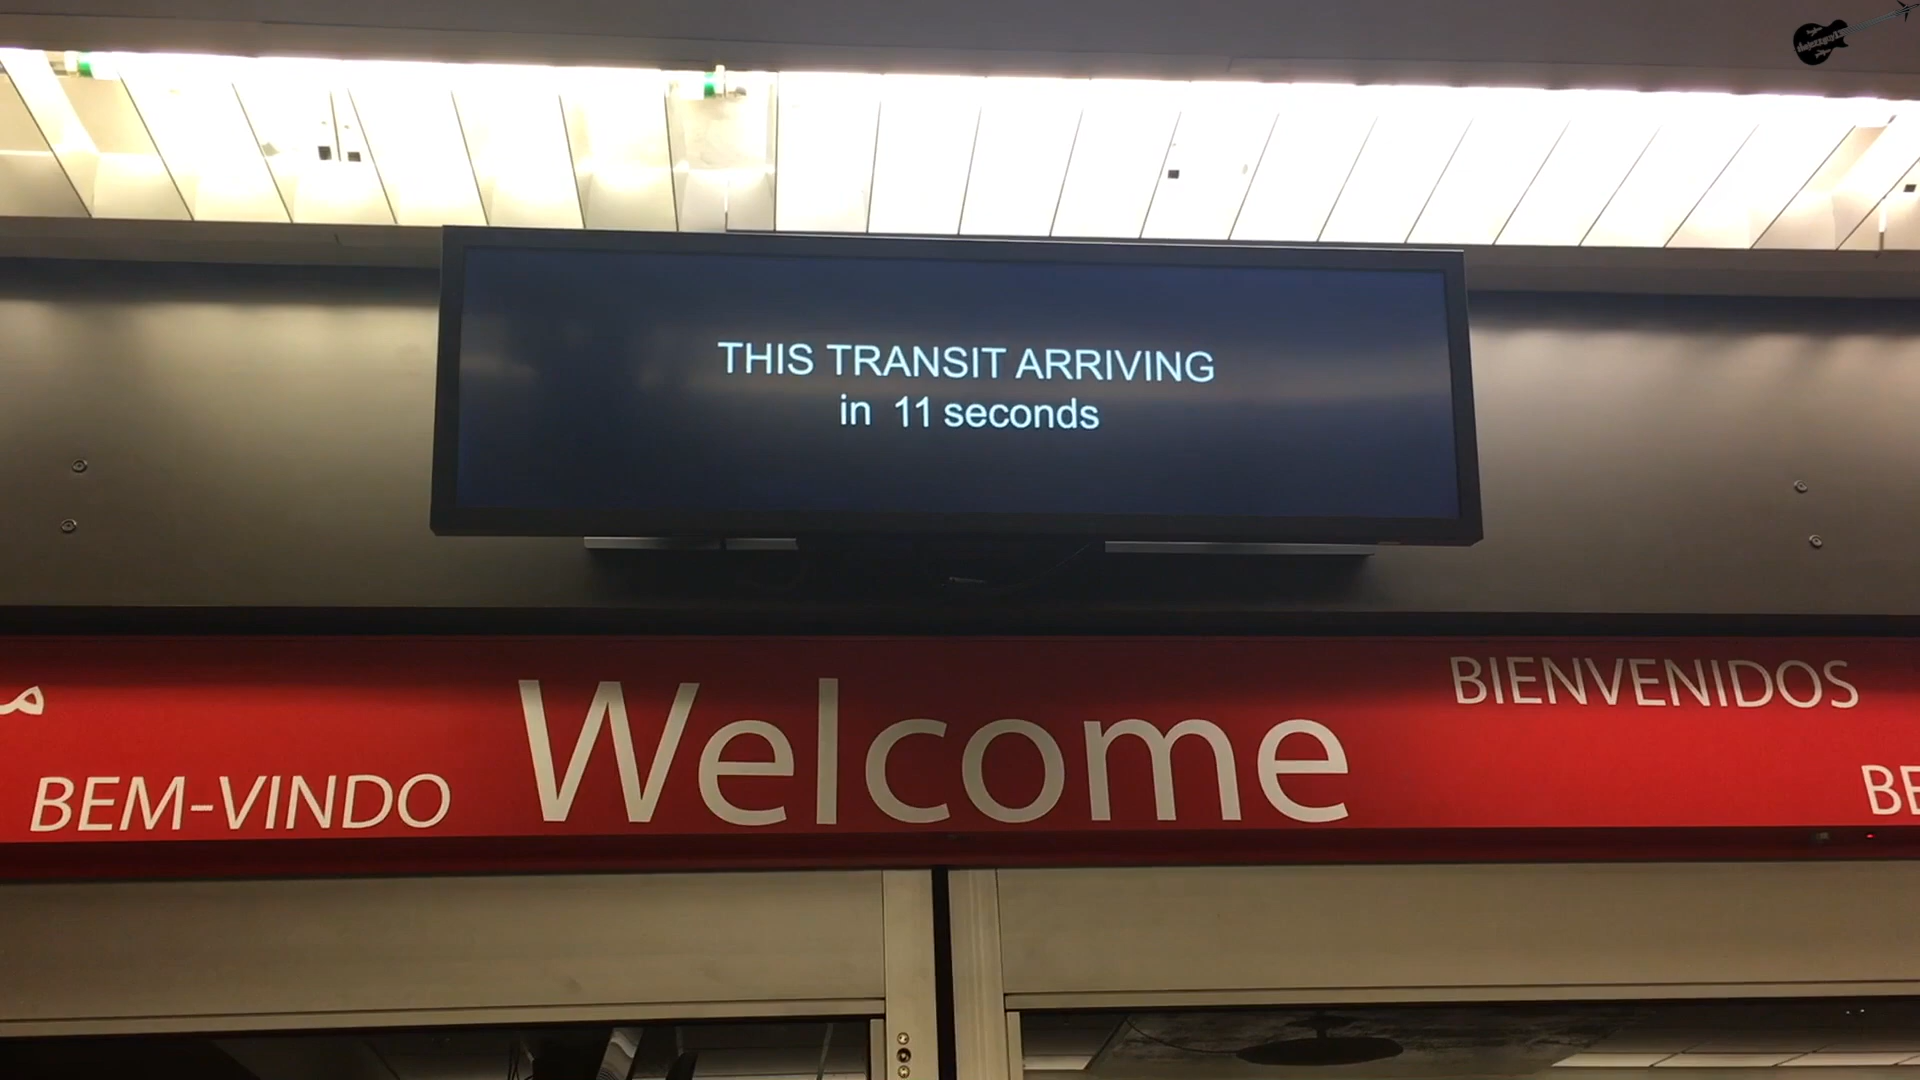 THIS TRANSIT ARRIVING
in 11 seconds
BIENVENIDOS
Welcome
BEM-VINDO